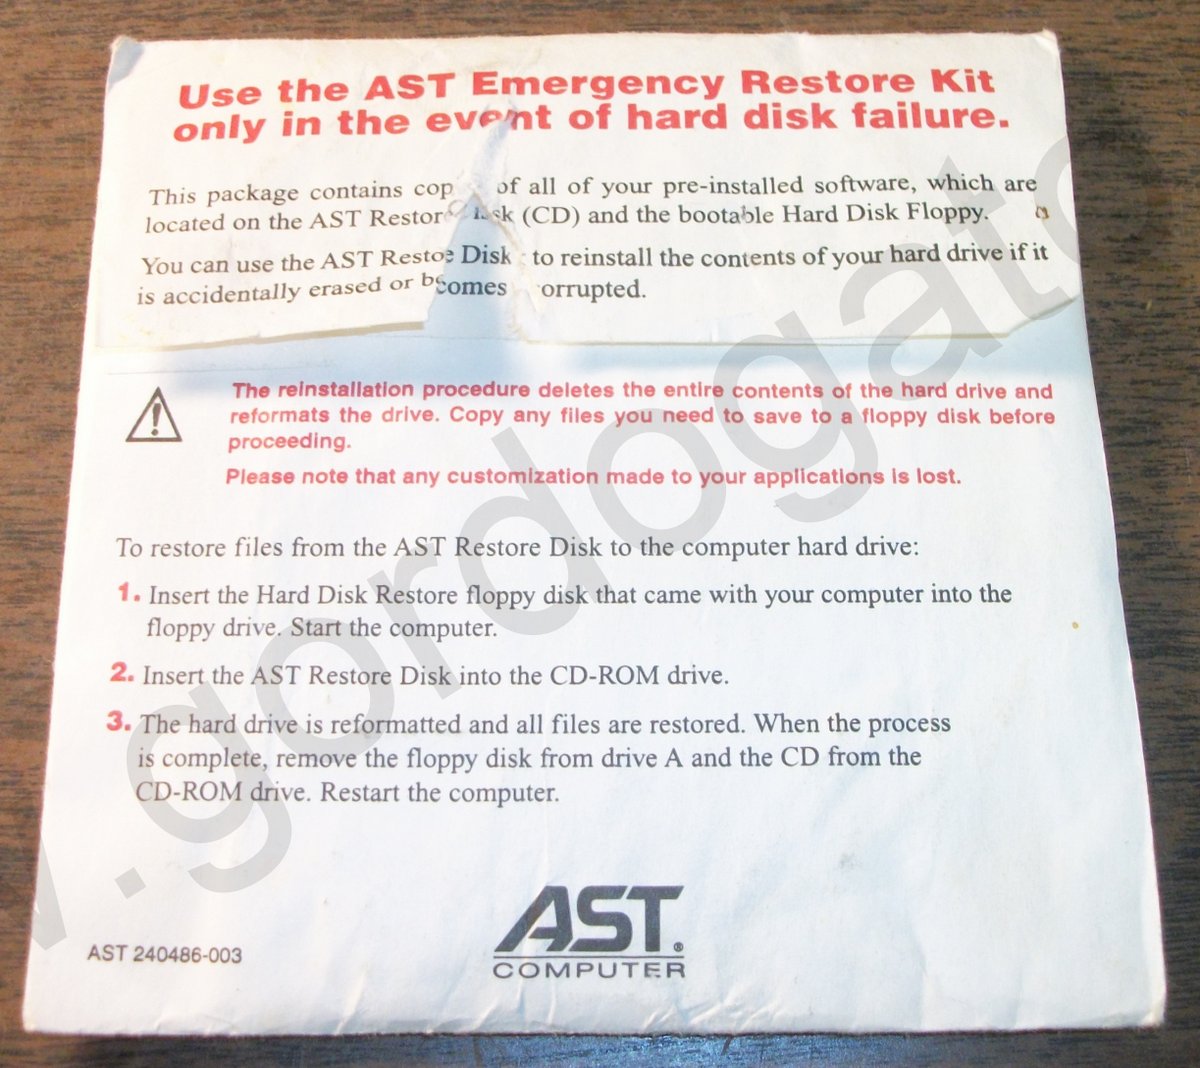 Use the AST Emergency Restore Kit
only in the event of hard disk failure.
This package contains cop of all of your pre-installed software, which are
located on the AST Restor sk (CD) and the bootable Hard Disk Floppy.
You can use the AST Restoe Disk to reinstall the contents of your hard drive if it
is accidentally erased or becomes orrupted.
The reinstallation procedure deletes the entire contents of the hard drive and
reformats the drive. Copy any files you need to save to a floppy disk before
proceeding.
Please note that any customization made to your applications is lost.
To restore files from the AST Restore Disk to the computer hard drive:
1. Insert the Hard Disk Restore floppy disk that came with your computer into the
floppy drive. Start the computer.
2. Insert the AST Restore Disk into the CD-ROM drive.
3. The hard drive is reformatted and all files are restored. When the process
is complete, remove the floppy disk from drive A and the CD from the
CD-ROM drive. Restart the computer.
AST 240486-003
AST®
COMPUTER
w.gordogato